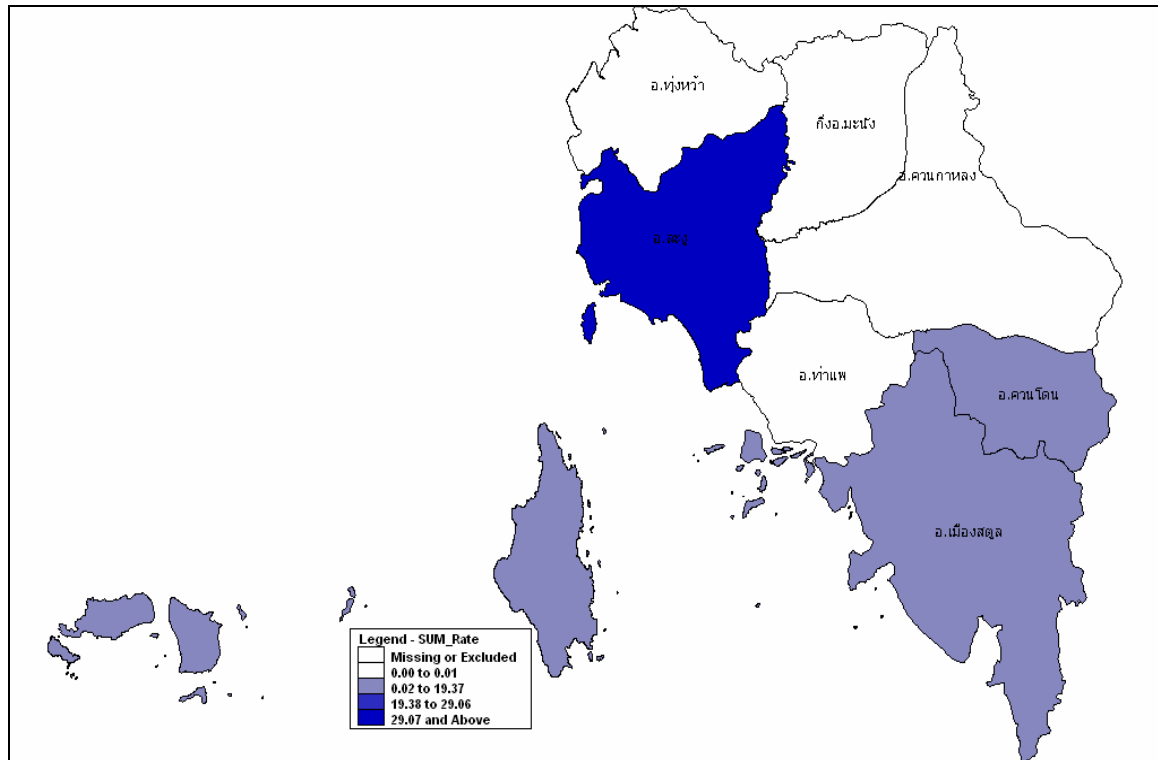 อ.ทุ่งหว้า
กิ่งอ.มะนัง
อ.ควนกาหลง
อ.ละงู
อ.ท่าแพ
อ.ควนโดน
อ.เมืองสตูล
Legend - SUM_Rate
Missing or Excluded
0.00 to 0.01
0.02 to 19.37
19.38 to 29.06
29.07 and Above